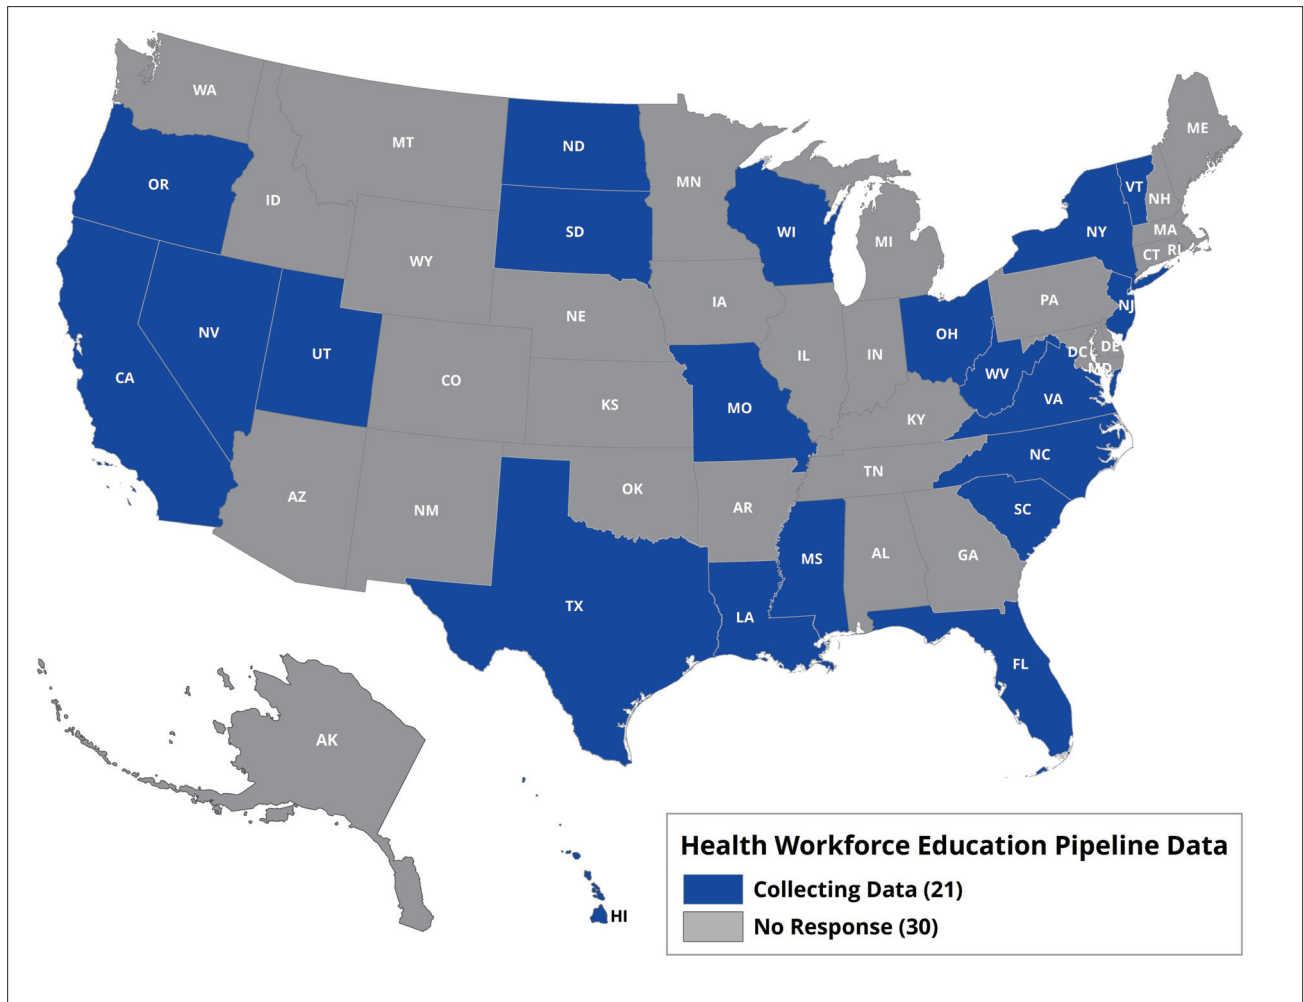 WA
MT
ND
MN
ME
OR
ID
SD
WI
MI
VT
NH
NY
MA
CT
RI
WY
IA
NE
PA
NJ
NV
UT
CO
IL
IN
OH
DC
DE
MD
CA
KS
MO
WV
VA
KY
NC
AZ
NM
OK
AR
TN
SC
MS
AL
GA
TX
LA
FL
AK
HI
Health Workforce Education Pipeline Data
Collecting Data (21)
No Response (30)